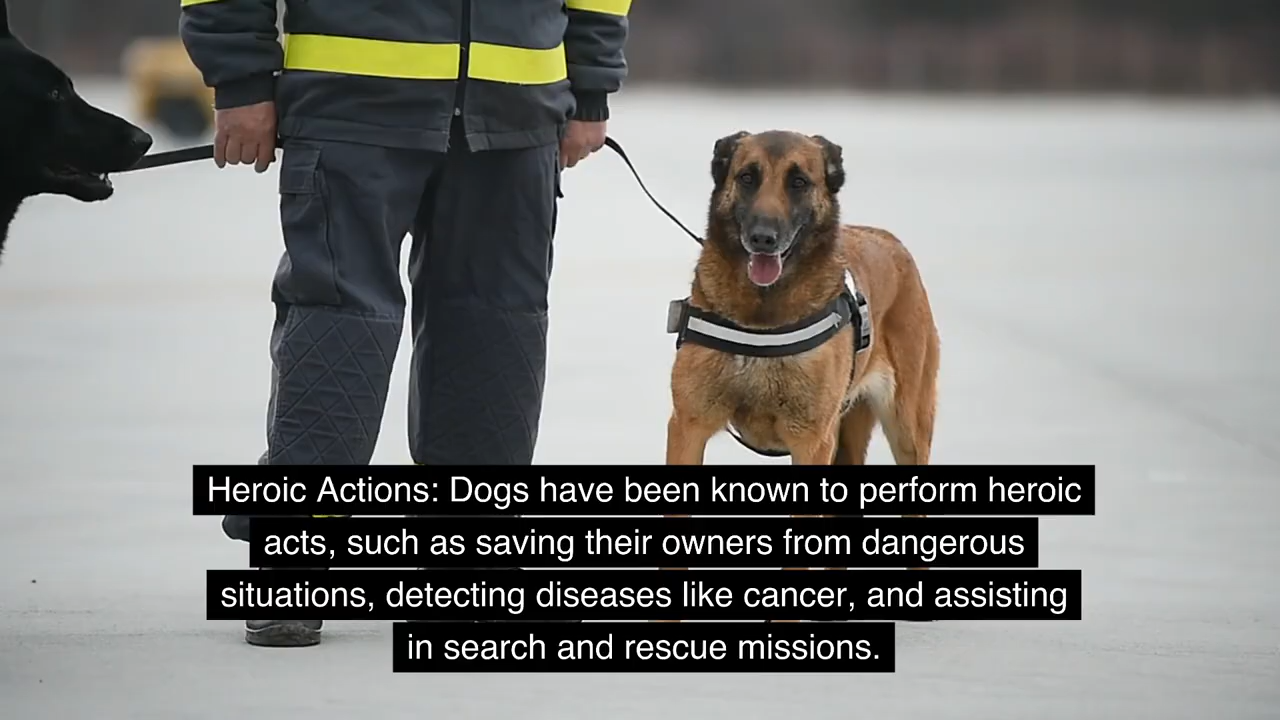 Heroic Actions: Dogs have been known to perform heroic
acts, such as saving their owners from dangerous
situations, detecting diseases like cancer, and assisting
in search and rescue missions.